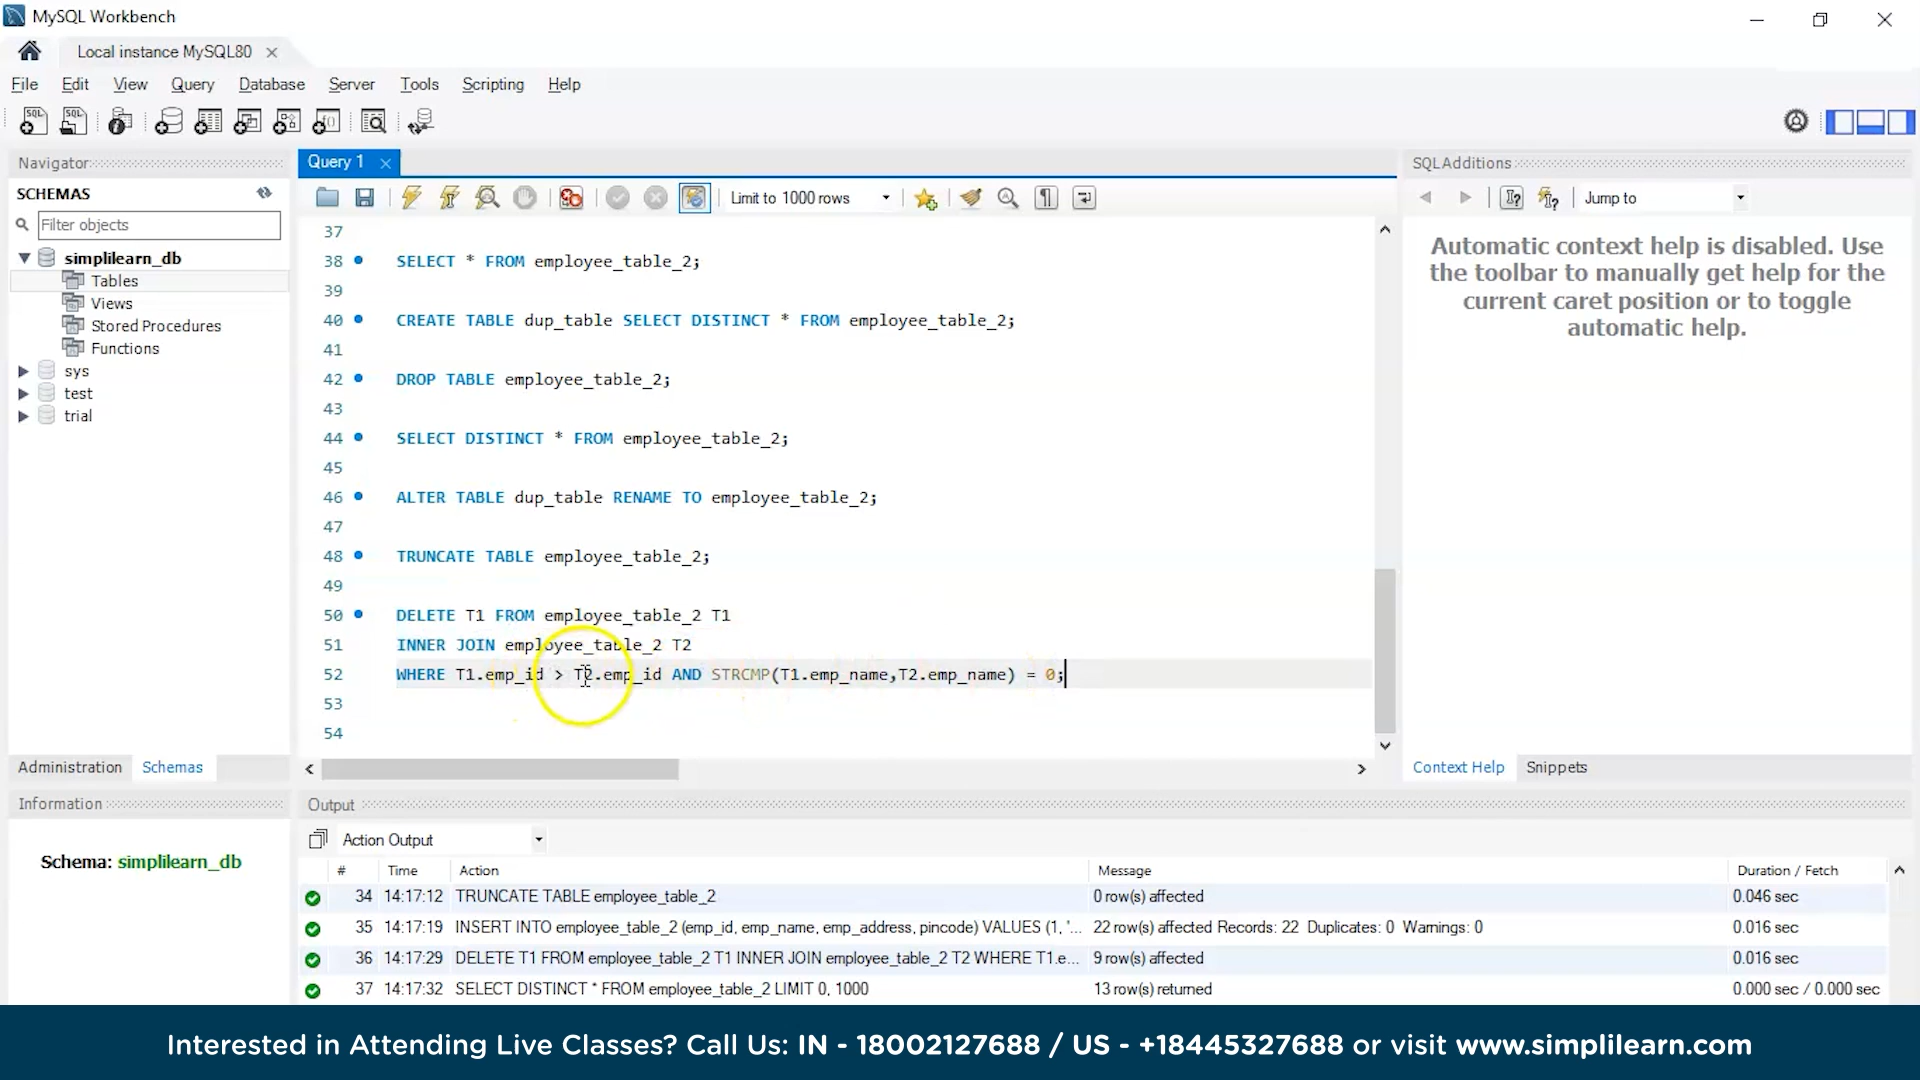 MySQL Workbench
Local instance MySQL80
File Edit View Query Database Server Tools Scripting Help
Navigator
SCHEMAS
Filter objects
simplilearn_db
Tables
Views
Stored Procedures
Functions
sys
test
trial
Administration Schemas
Information
Schema: simplilearn_db
Query 1
Limit to 1000 rows
37
38 SELECT * FROM employee_table_2;
39
40 CREATE TABLE dup_table SELECT DISTINCT * FROM employee_table_2;
41
42 DROP TABLE employee_table_2;
43
44 SELECT DISTINCT * FROM employee_table_2;
45
46 ALTER TABLE dup_table RENAME TO employee_table_2;
47
48 TRUNCATE TABLE employee_table_2;
49
50 DELETE T1 FROM employee_table_2 T1
51 INNER JOIN employee_table_2 T2
52 WHERE T1.emp_id > T2.emp_id AND STRCMP(T1.emp_name,T2.emp_name) = 0;
53
54
SQLAdditions
Jump to
Automatic context help is disabled. Use
the toolbar to manually get help for the
current caret position or to toggle
automatic help.
Context Help Snippets
Output
Action Output
# Time Action Message Duration / Fetch
34 14:17:12 TRUNCATE TABLE employee_table_2 0 row(s) affected 0.046 sec
35 14:17:19 INSERT INTO employee_table_2 (emp_id, emp_name, emp_address, pincode) VALUES (1, '... 22 row(s) affected Records: 22 Duplicates: 0 Warnings: 0 0.016 sec
36 14:17:29 DELETE T1 FROM employee_table_2 T1 INNER JOIN employee_table_2 T2 WHERE T1.e... 9 row(s) affected 0.016 sec
37 14:17:32 SELECT DISTINCT * FROM employee_table_2 LIMIT 0, 1000 13 row(s) returned 0.000 sec / 0.000 sec
Interested in Attending Live Classes? Call Us: IN - 18002127688 / US - +18445327688 or visit www.simplilearn.com